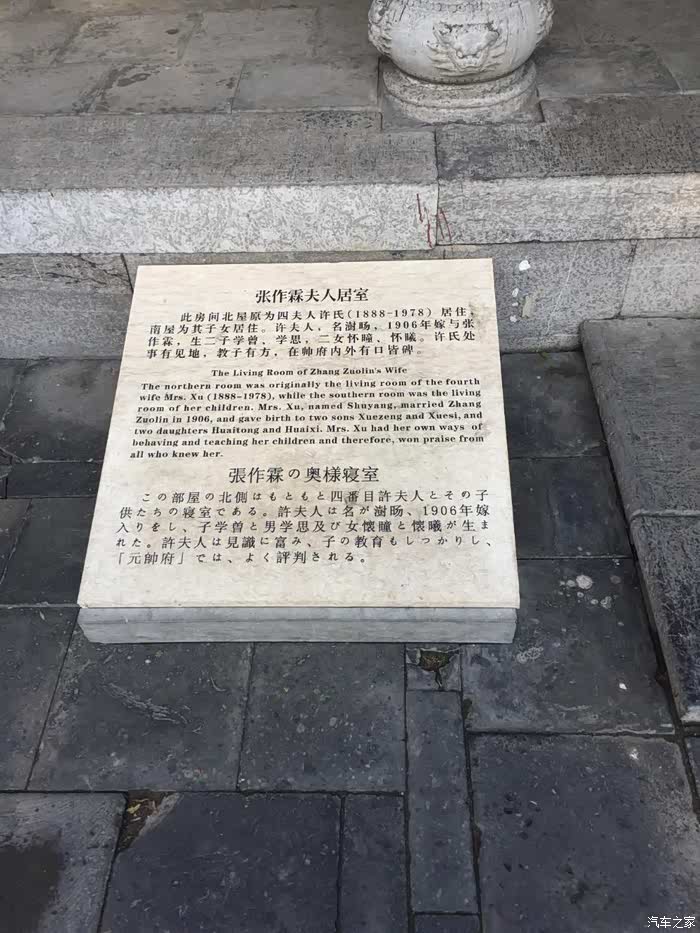 张作霖夫人居室
此房间北屋原为四夫人许氏(1888-1978)居住,
南屋为其子女居住。许夫人,名澍旸,1906年嫁与张
作霖,生二子学曾、学思,二女怀瞳、怀曦。许氏处
事有见地,教子有方,在帅府内外有口皆碑。
The Living Room of Zhang Zuolin's Wife
The northern room was originally the living room of the fourth
wife Mrs. Xu (1888-1978), while the southern room was the living
room of her children. Mrs. Xu, named Shuyang, married Zhang
Zuolin in 1906, and gave birth to two sons Xuezeng and Xuesi, and
two daughters Huaitong and Huaixi. Mrs. Xu had her own ways of
behaving and teaching her children and therefore, won praise from
all who knew her.
張作霖の奥様寝室
この部屋の北側はもともと四番目許夫人とその子
供たちの寝室である。許夫人は名が澍旸、1906年嫁
入りをし、子学曽と男学思及び女懐瞳と懐曦が生ま
れた。許夫人は見識に富み、子の教育もしつかりし、
「元帥府」では、よく評判される。
汽车之家